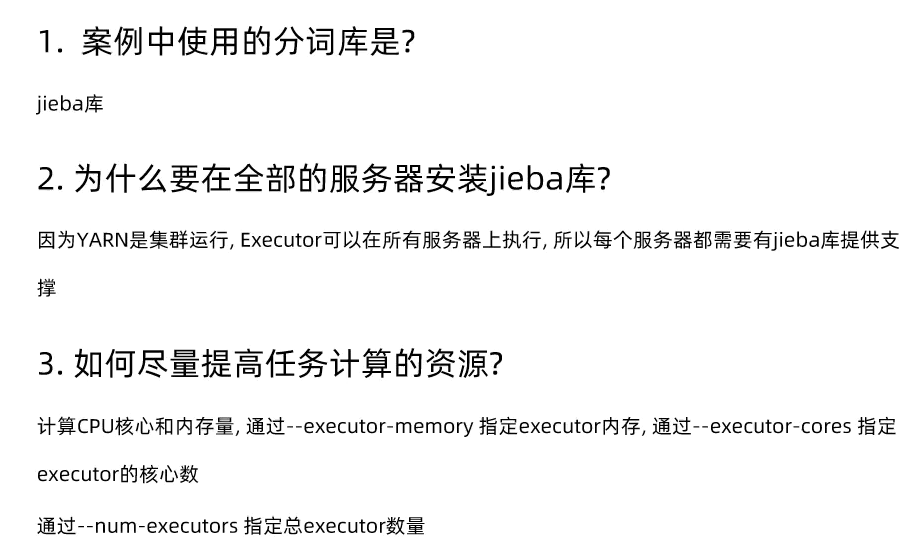 1. 案例中使用的分词库是?
jieba库
2. 为什么要在全部的服务器安装jieba库?
因为YARN是集群运行, Executor可以在所有服务器上执行, 所以每个服务器都需要有jieba库提供支
撑
3. 如何尽量提高任务计算的资源?
计算CPU核心和内存量, 通过--executor-memory 指定executor内存, 通过--executor-cores 指定
executor的核心数
通过--num-executors 指定总executor数量